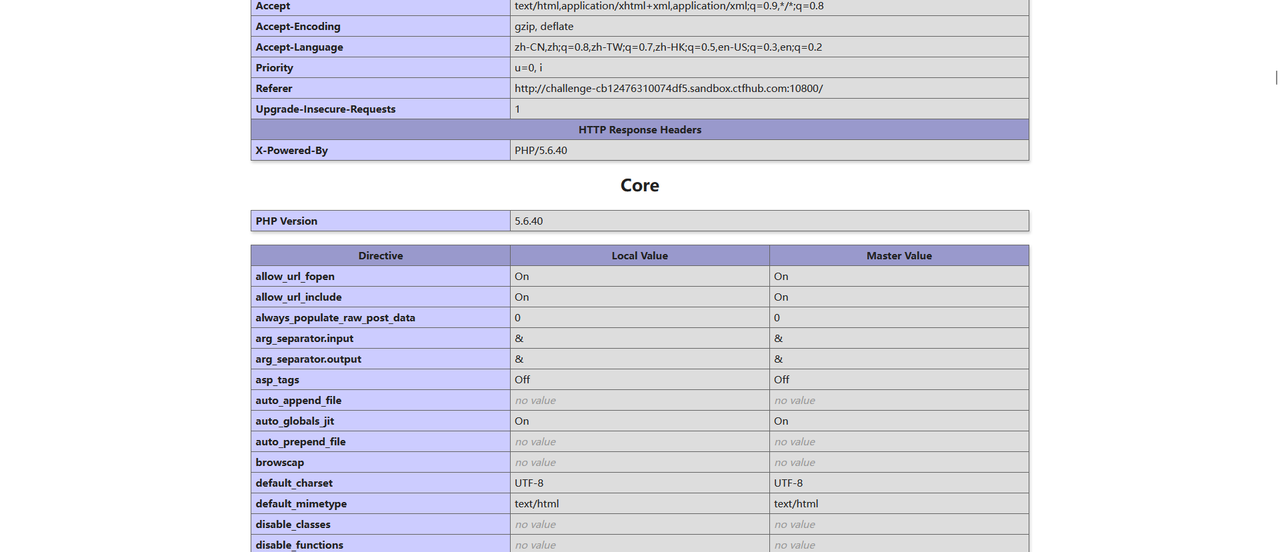 Accept text/html,application/xhtml+xml,application/xml;q=0.9,*/*;q=0.8
Accept-Encoding gzip, deflate
Accept-Language zh-CN,zh;q=0.8,zh-TW;q=0.7,zh-HK;q=0.5,en-US;q=0.3,en;q=0.2
Priority u=0, i
Referer http://challenge-cb12476310074df5.sandbox.ctfhub.com:10800/
Upgrade-Insecure-Requests 1
HTTP Response Headers
X-Powered-By PHP/5.6.40
Core
PHP Version 5.6.40
Directive Local Value Master Value
allow_url_fopen On On
allow_url_include On On
always_populate_raw_post_data 0 0
arg_separator.input & &
arg_separator.output & &
asp_tags Off Off
auto_append_file no value no value
auto_globals_jit On On
auto_prepend_file no value no value
browscap no value no value
default_charset UTF-8 UTF-8
default_mimetype text/html text/html
disable_classes no value no value
disable_functions no value no value